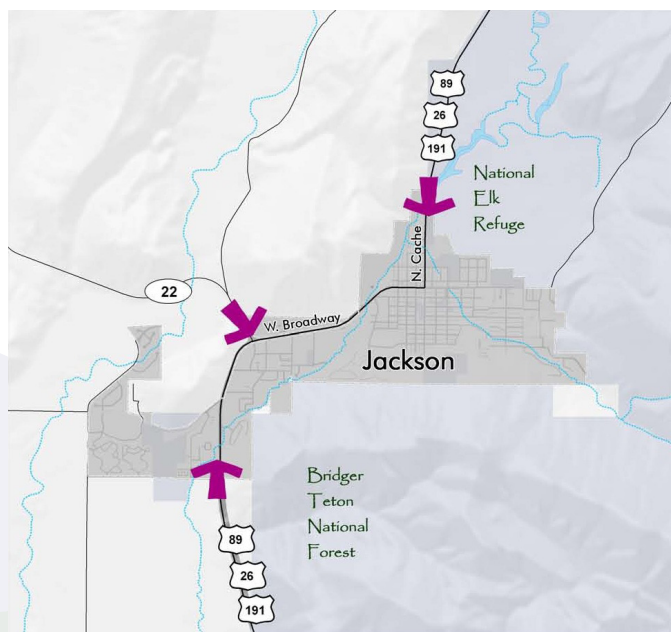 89
26
191
National
Elk
Refuge
N. Cache
22
W. Broadway
Jackson
Bridger
Teton
National
Forest
89
26
191